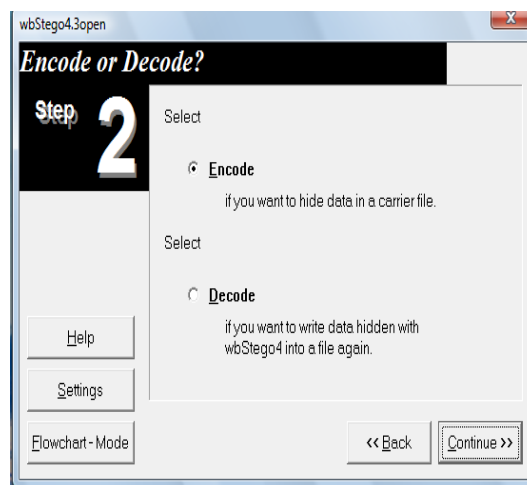 wbStego4.3open
Encode or Decode?
Step 2
Select
Encode
if you want to hide data in a carrier file.
Select
Decode
if you want to write data hidden with
wbStego4 into a file again.
Help
Settings
Flowchart - Mode
<< Back
Continue >>